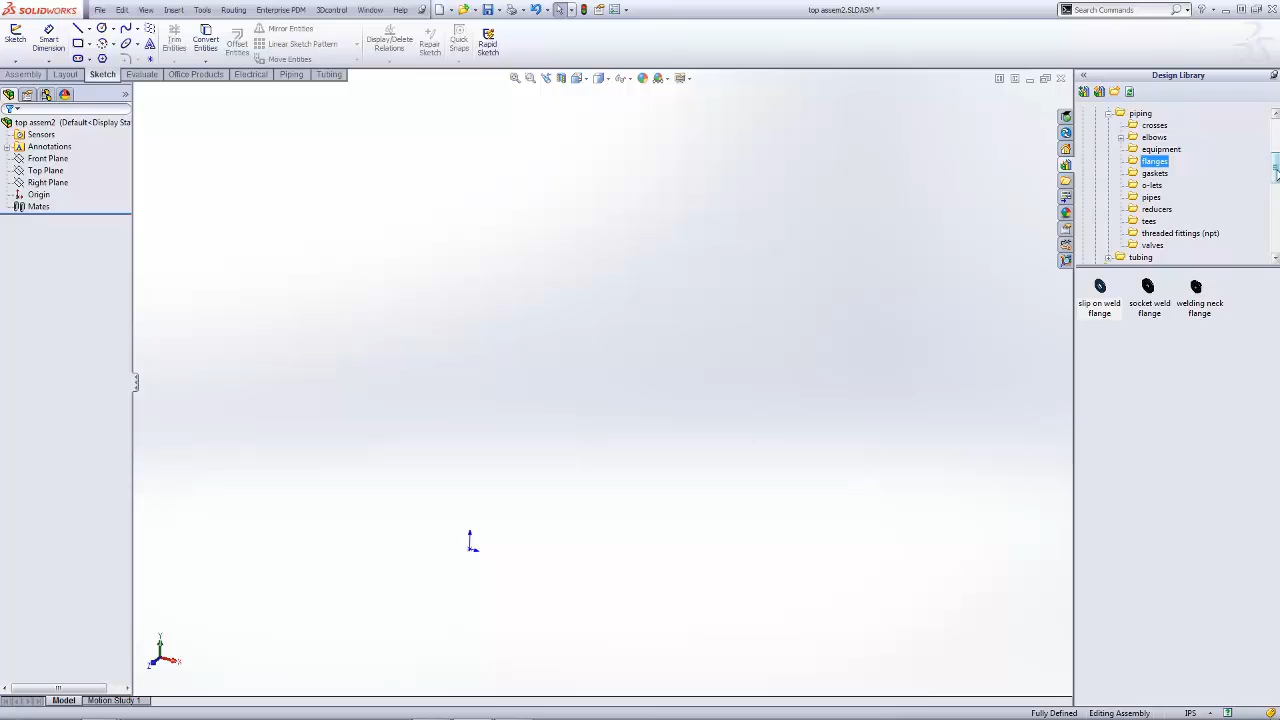 SOLIDWORKS File Edit View Insert Tools Routing Enterprise PDM 3Dcontrol Window Help top assem2.SLDASM * Search Commands
Sketch Smart Dimension Trim Entities Convert Entities Offset Entities Mirror Entities Linear Sketch Pattern Move Entities Display/Delete Relations Repair Sketch Quick Snaps Rapid Sketch
Assembly Layout Sketch Evaluate Office Products Electrical Piping Tubing
Design Library
top assem2 (Default<Display Sta
Sensors
Annotations
Front Plane
Top Plane
Right Plane
Origin
Mates
piping
crosses
elbows
equipment
flanges
gaskets
o-lets
pipes
reducers
tees
threaded fittings (npt)
valves
tubing
slip on weld flange
socket weld flange
welding neck flange
Y
X
Z
Model Motion Study 1
Fully Defined Editing Assembly IPS